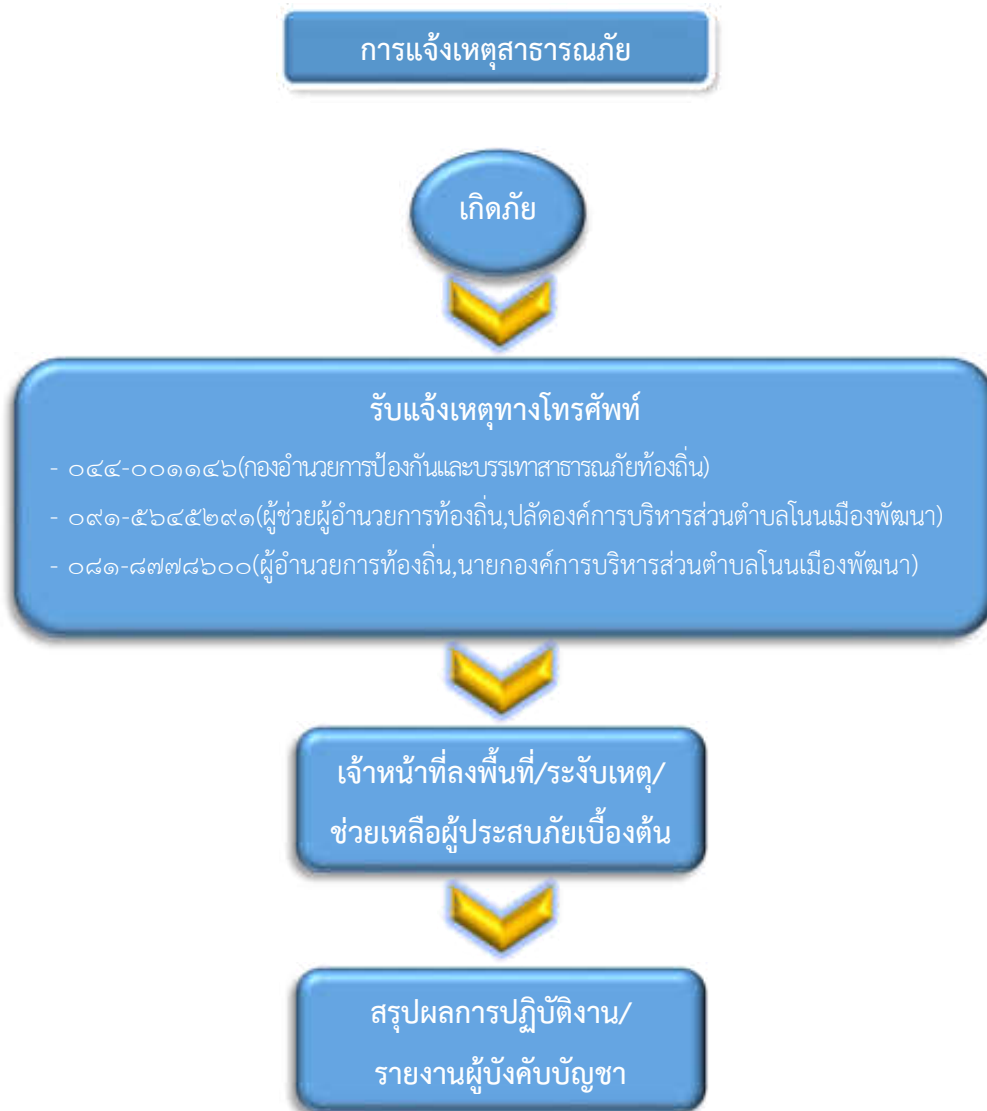 การแจ้งเหตุสาธารณภัย
เกิดภัย
รับแจ้งเหตุทางโทรศัพท์
- ๐๔๔-๐๐๑๑๔๖(กองอำนวยการป้องกันและบรรเทาสาธารณภัยท้องถิ่น)
- ๐๙๑-๕๖๔๕๒๙๑(ผู้ช่วยผู้อำนวยการท้องถิ่น,ปลัดองค์การบริหารส่วนตำบลโนนเมืองพัฒนา)
- ๐๘๑-๘๗๗๘๖๐๐(ผู้อำนวยการท้องถิ่น,นายกองค์การบริหารส่วนตำบลโนนเมืองพัฒนา)
เจ้าหน้าที่ลงพื้นที่/ระงับเหตุ/
ช่วยเหลือผู้ประสบภัยเบื้องต้น
สรุปผลการปฏิบัติงาน/
รายงานผู้บังคับบัญชา